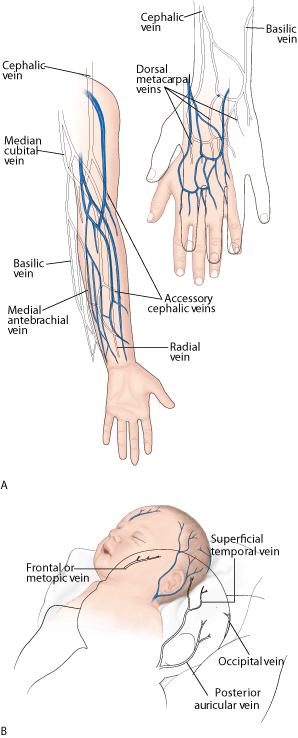 Cephalic
vein
Basilic
vein
Dorsal
metacarpal
veins
Cephalic
vein
Median
cubital
vein
Basilic
vein
Medial
antebrachial
vein
Accessory
cephalic veins
Radial
vein
A
Superficial
temporal vein
Frontal or
metopic vein
Occipital vein
Posterior
auricular vein
B